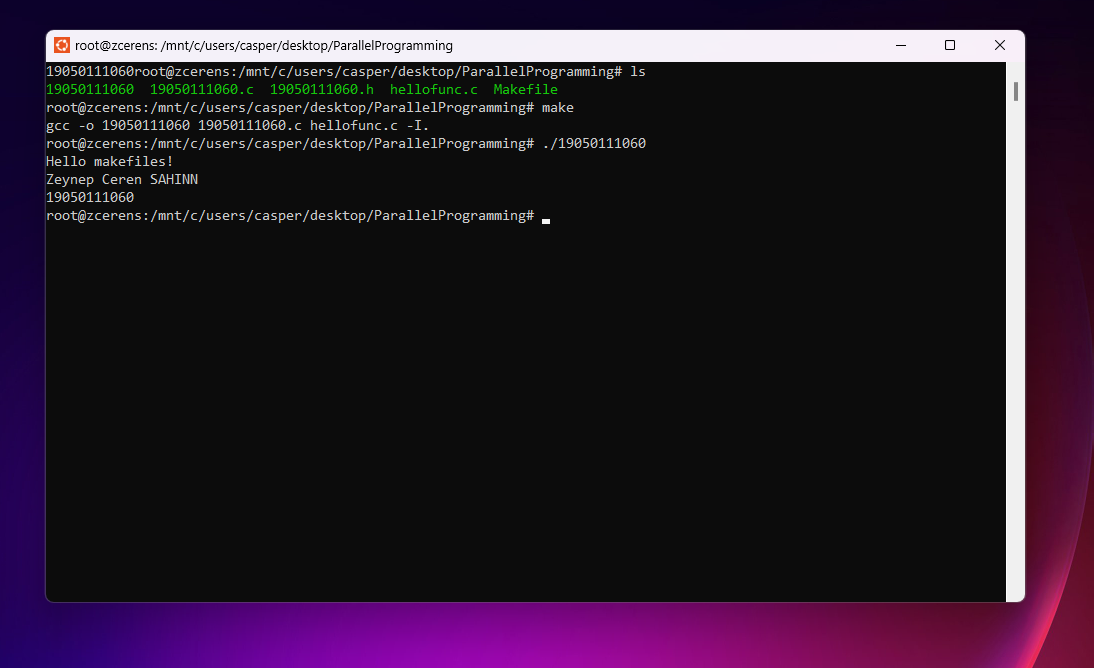 root@zcerens: /mnt/c/users/casper/desktop/ParallelProgramming
19050111060root@zcerens:/mnt/c/users/casper/desktop/ParallelProgramming# ls
19050111060  19050111060.c  19050111060.h  hellofunc.c  Makefile
root@zcerens:/mnt/c/users/casper/desktop/ParallelProgramming# make
gcc -o 19050111060 19050111060.c hellofunc.c -I.
root@zcerens:/mnt/c/users/casper/desktop/ParallelProgramming# ./19050111060
Hello makefiles!
Zeynep Ceren SAHINN
19050111060
root@zcerens:/mnt/c/users/casper/desktop/ParallelProgramming#